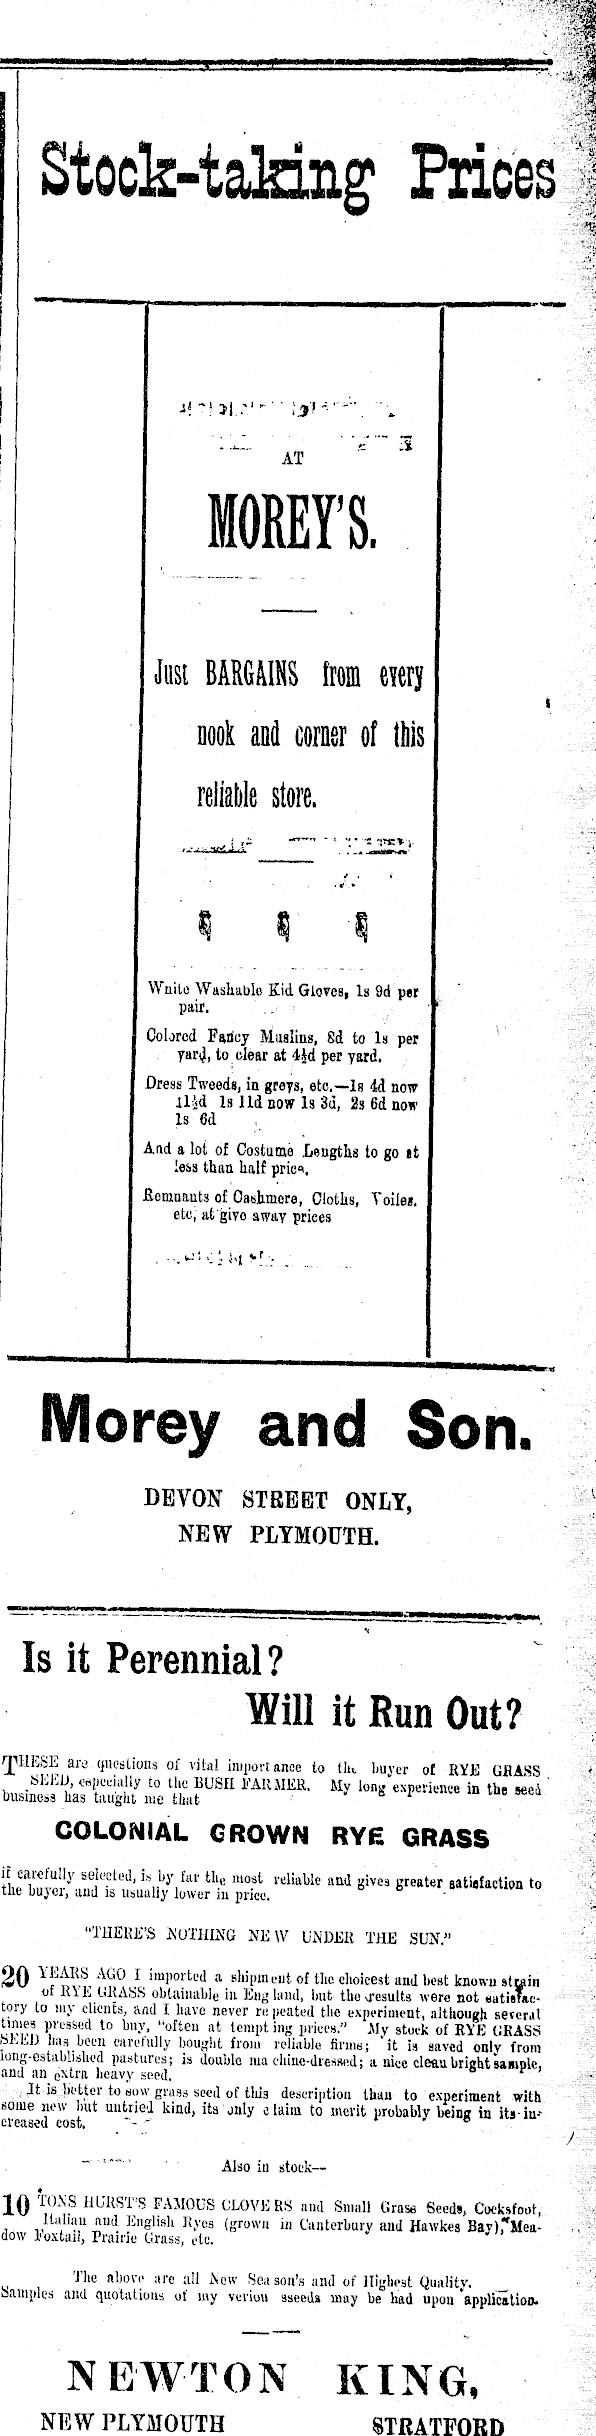 Stock-taking Prices
AT
MOREY'S.
Just BARGAINS from every
nook and corner of this
reliable store.
White Washable Kid Gloves, 1s 9d per
pair.
Colored Fancy Muslins, 8d to 1s per
yard, to clear at 4½d per yard.
Dress Tweeds, in greys, etc.—1s 4d now
11½d 1s 11d now 1s 3d, 2s 6d now
1s 6d
And a lot of Costume Lengths to go at
less than half price.
Remnants of Cashmere, Cloths, Voiles.
etc, at give away prices
Morey and Son.
DEVON STREET ONLY,
NEW PLYMOUTH.
Is it Perennial?
Will it Run Out?
THESE are questions of vital importance to the buyer of RYE GRASS
SEED, especially to the BUSH FARMER. My long experience in the seed
business has taught me that
COLONIAL GROWN RYE GRASS
if carefully selected, is by far the most reliable and gives greater satisfaction to
the buyer, and is usually lower in price.
"THERE'S NOTHING NEW UNDER THE SUN."
20 YEARS AGO I imported a shipment of the choicest and best known strain
of RYE GRASS obtainable in England, but the results were not satisfac-
tory to my clients, and I have never repeated the experiment, although several
times pressed to buy, "often at tempting prices." My stock of RYE GRASS
SEED has been carefully bought from reliable firms; it is saved only from
long-established pastures; is double machine-dressed; a nice clean bright sample,
and an extra heavy seed.
It is better to sow grass seed of this description than to experiment with
some new but untried kind, its only claim to merit probably being in its in-
creased cost.
Also in stock—
10 TONS HURST'S FAMOUS CLOVERS and Small Grass Seeds, Cocksfoot,
Italian and English Ryes (grown in Canterbury and Hawkes Bay), Mea-
dow Foxtail, Prairie Grass, etc.
The above are all New Season's and of Highest Quality.
Samples and quotations of my veriou sseeds may be had upon application.
NEWTON KING,
NEW PLYMOUTH STRATFORD